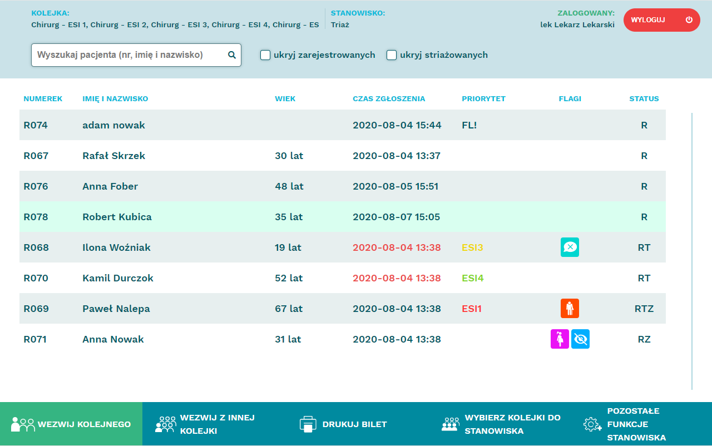 KOLEJKA:
Chirurg - ESI 1, Chirurg - ESI 2, Chirurg - ESI 3, Chirurg - ESI 4, Chirurg - ES
STANOWISKO:
Triaż
ZALOGOWANY:
lek Lekarz Lekarski
WYLOGUJ
Wyszukaj pacjenta (nr, imię i nazwisko)
ukryj zarejestrowanych
ukryj striażowanych
NUMEREK IMIĘ I NAZWISKO WIEK CZAS ZGŁOSZENIA PRIORYTET FLAGI STATUS
R074 adam nowak 2020-08-04 15:44 FL! R
R067 Rafał Skrzek 30 lat 2020-08-04 13:37 R
R076 Anna Fober 48 lat 2020-08-05 15:51 R
R078 Robert Kubica 35 lat 2020-08-07 15:05 R
R068 Ilona Woźniak 19 lat 2020-08-04 13:38 ESI3 RT
R070 Kamil Durczok 52 lat 2020-08-04 13:38 ESI4 RT
R069 Paweł Nalepa 67 lat 2020-08-04 13:38 ESI1 RTZ
R071 Anna Nowak 31 lat 2020-08-04 13:38 RZ
WEZWIJ KOLEJNEGO
WEZWIJ Z INNEJ
KOLEJKI
DRUKUJ BILET
WYBIERZ KOLEJKI DO
STANOWISKA
POZOSTAŁE
FUNKCJE
STANOWISKA